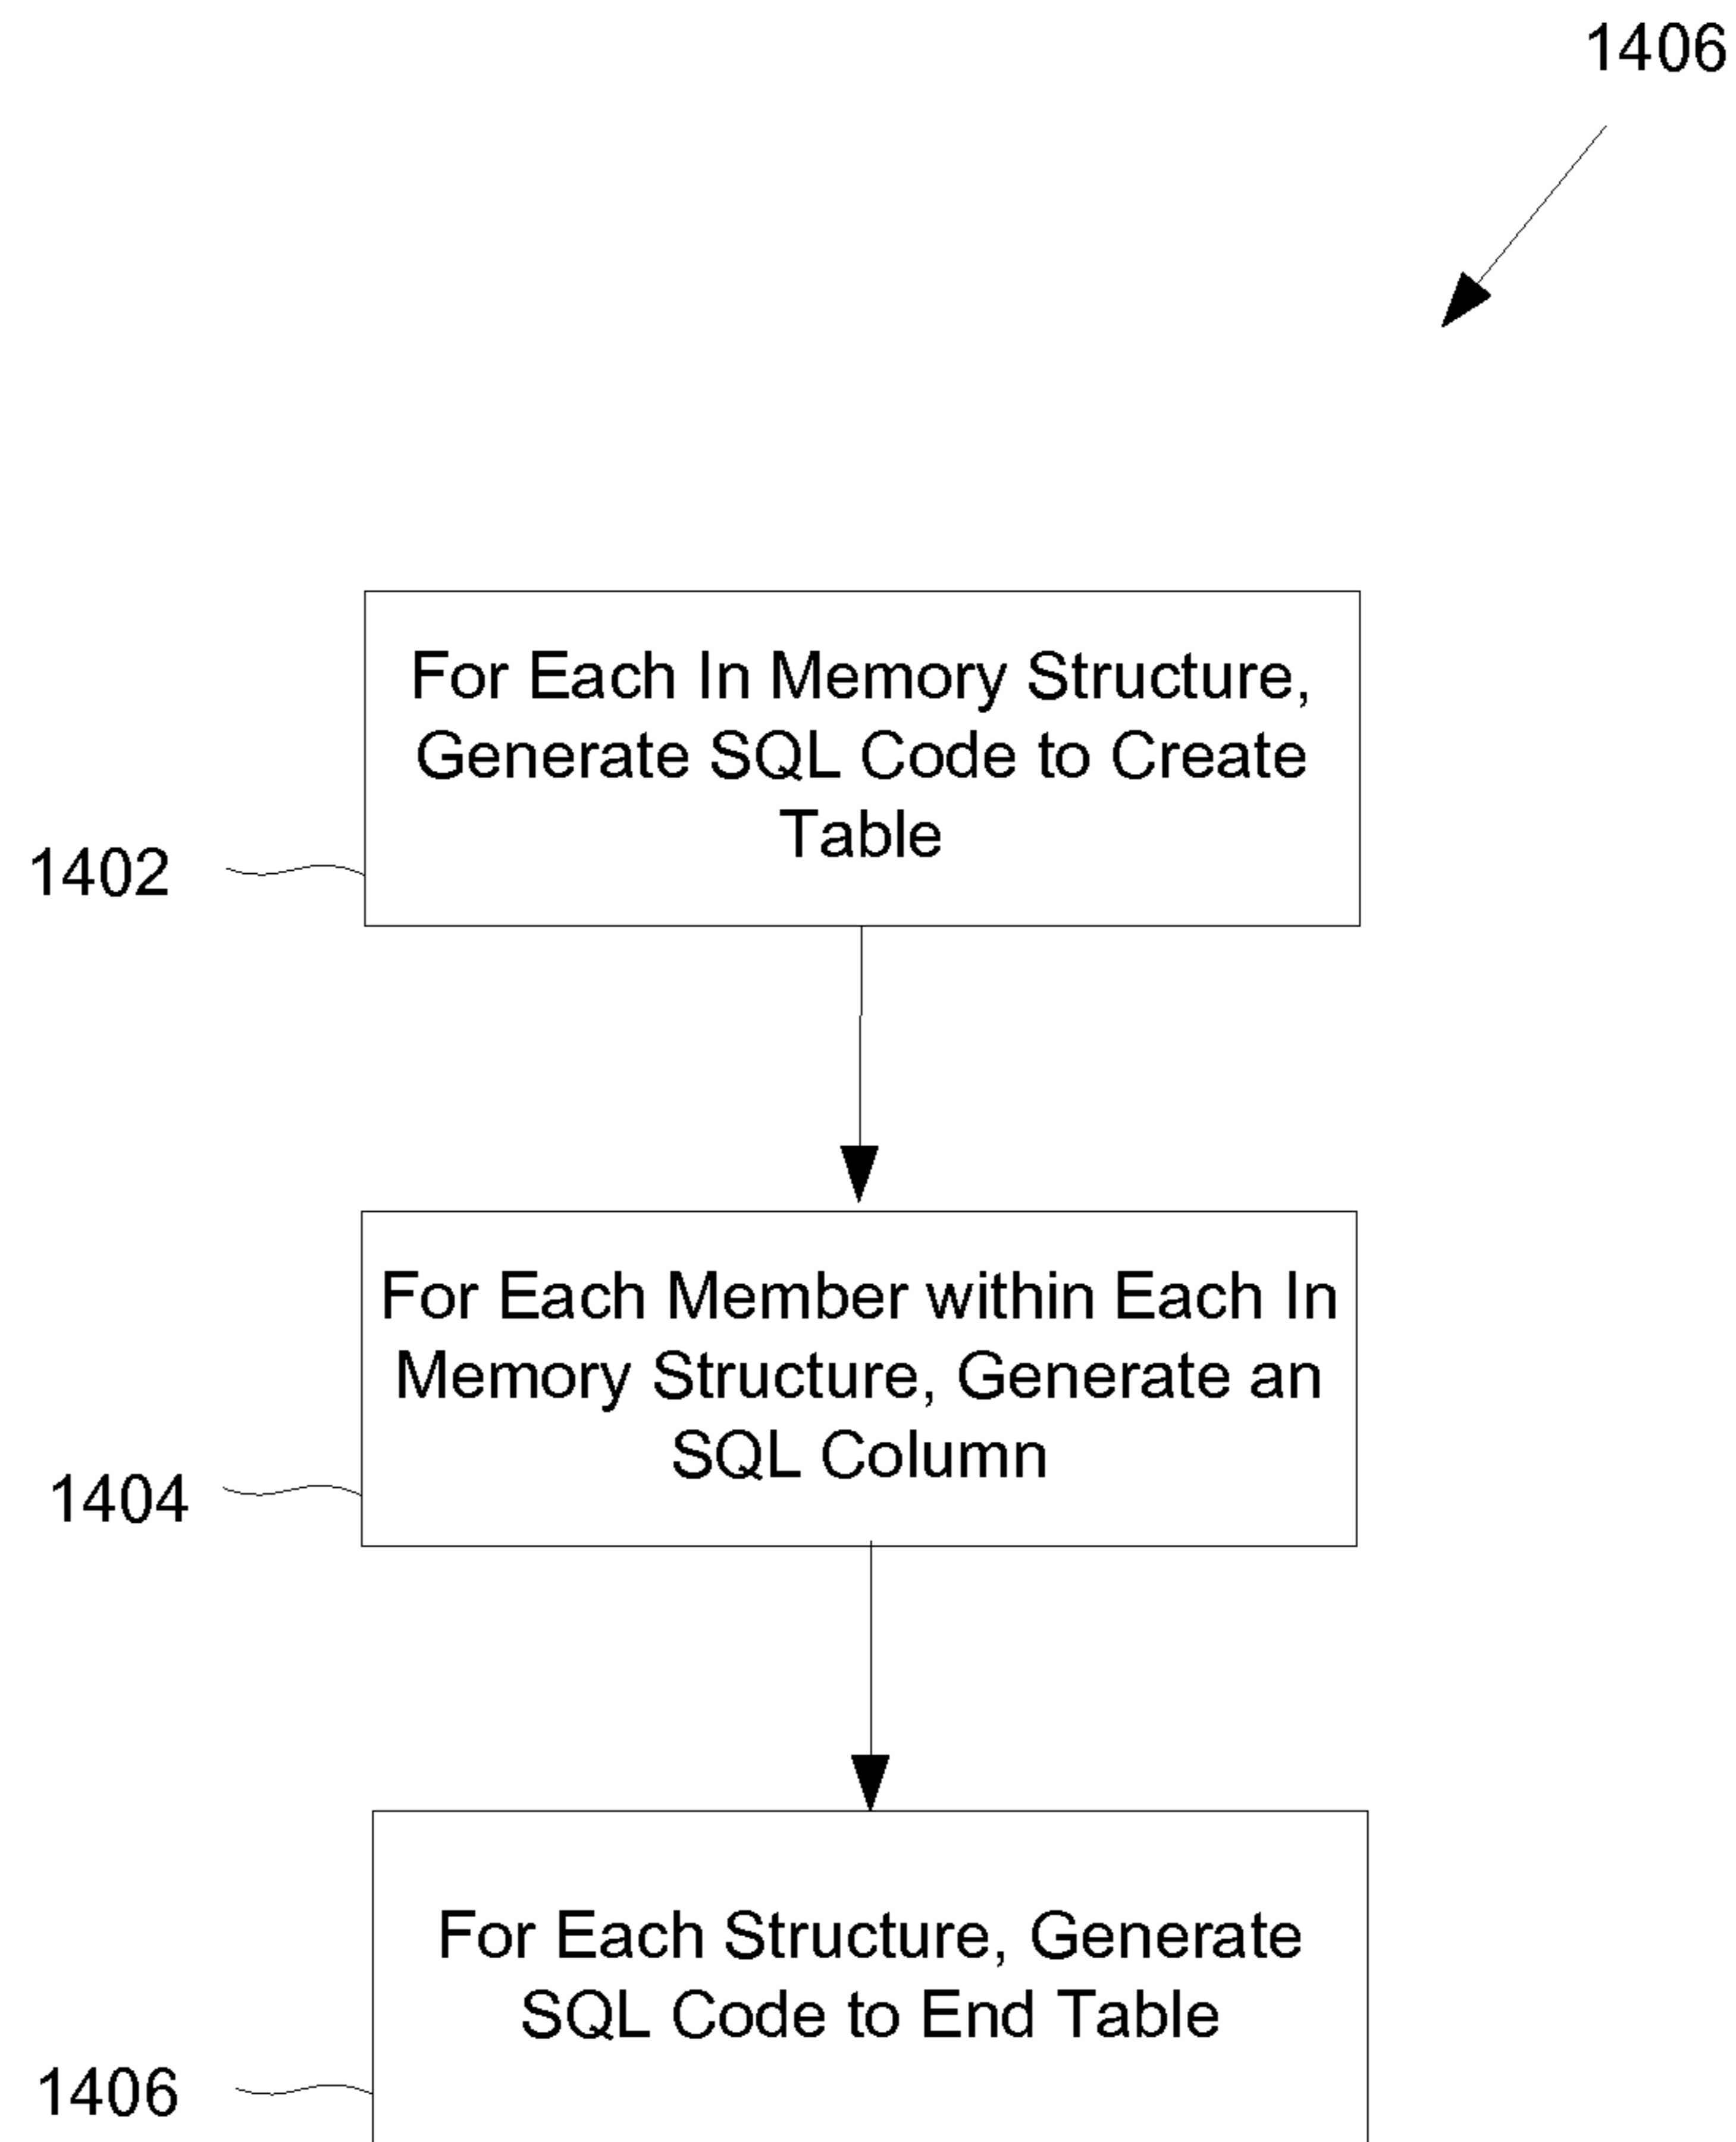 1406
For Each In Memory Structure,
Generate SQL Code to Create
Table
1402
For Each Member within Each In
Memory Structure, Generate an
SQL Column
1404
For Each Structure, Generate
SQL Code to End Table
1406